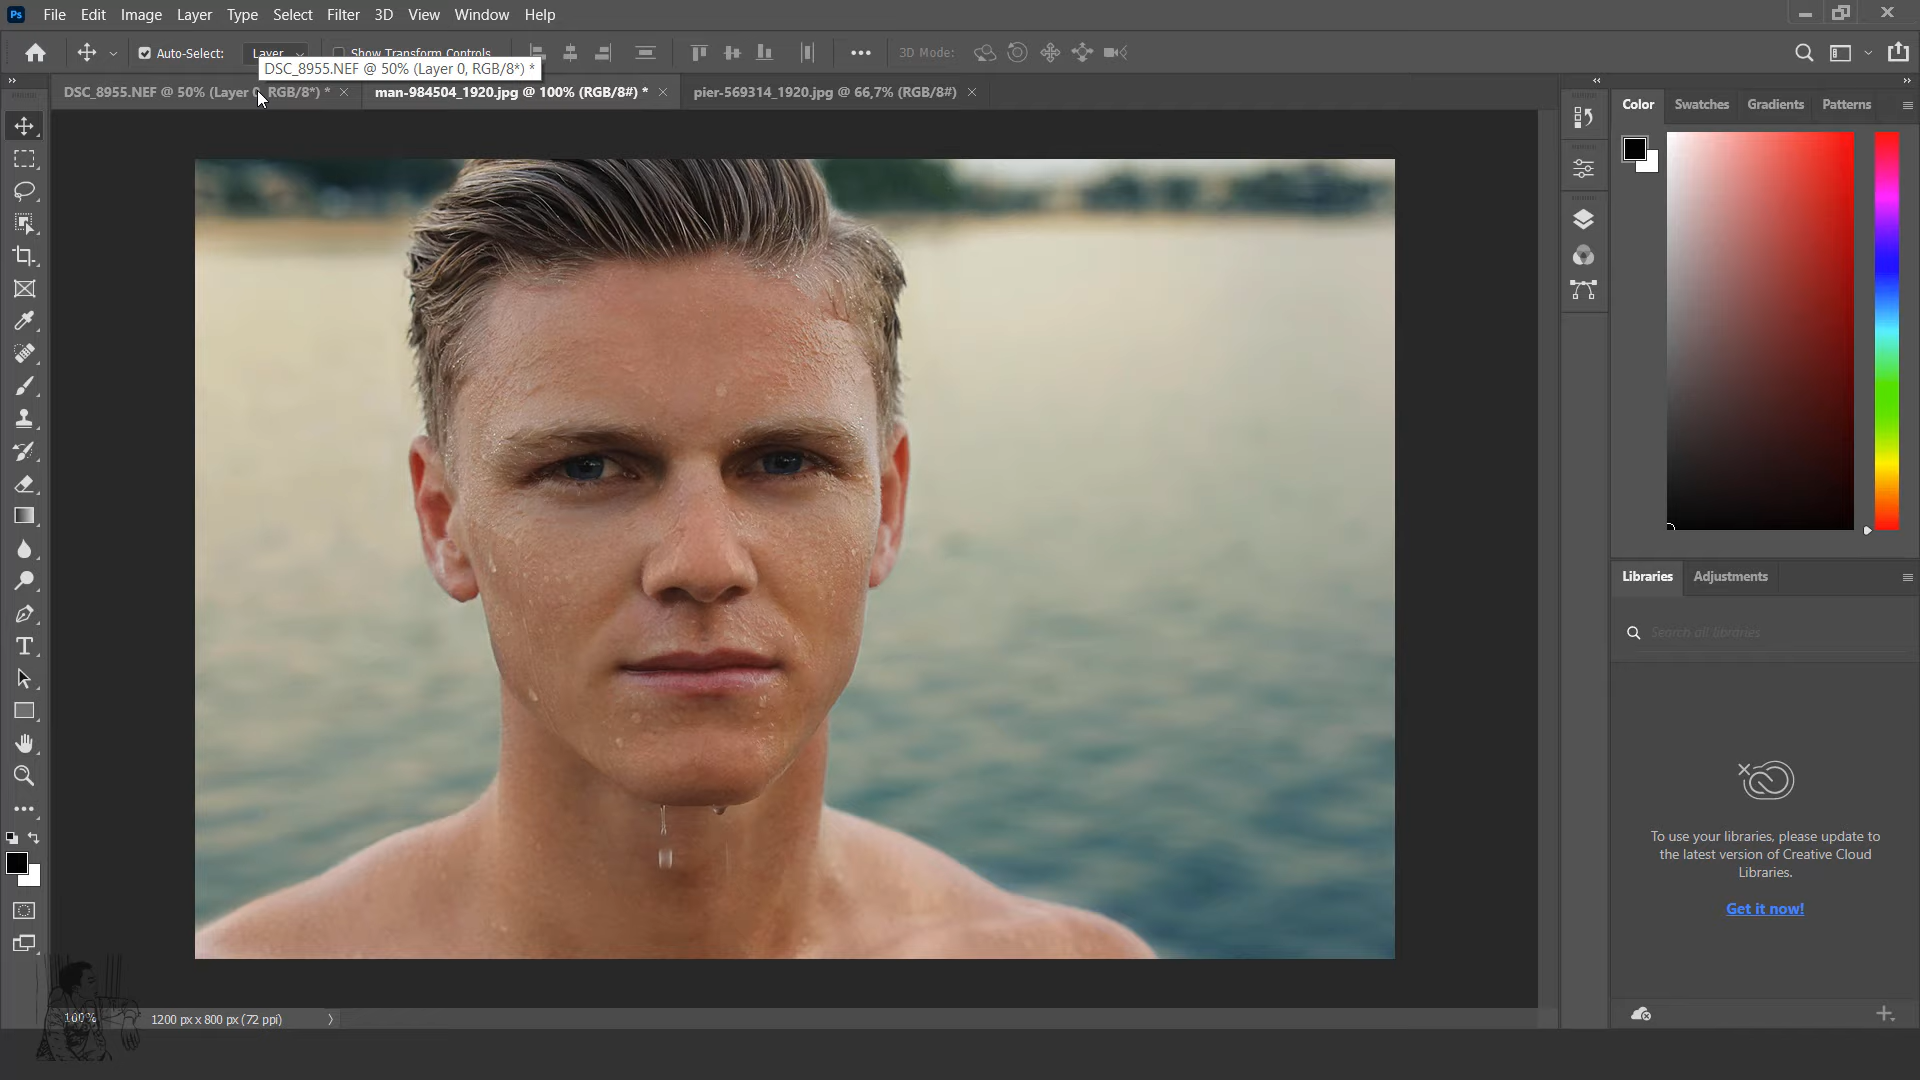 Ps File Edit Image Layer Type Select Filter 3D View Window Help
Auto-Select: Layer Show Transform Controls 3D Mode:
DSC_8955.NEF @ 50% (Layer 0, RGB/8*) *
DSC_8955.NEF @ 50% (Layer 0, RGB/8*) * man-984504_1920.jpg @ 100% (RGB/8#) * pier-569314_1920.jpg @ 66,7% (RGB/8#)
Color Swatches Gradients Patterns
Libraries Adjustments
Search all libraries
To use your libraries, please update to
the latest version of Creative Cloud
Libraries.
Get it now!
100% 1200 px x 800 px (72 ppi)